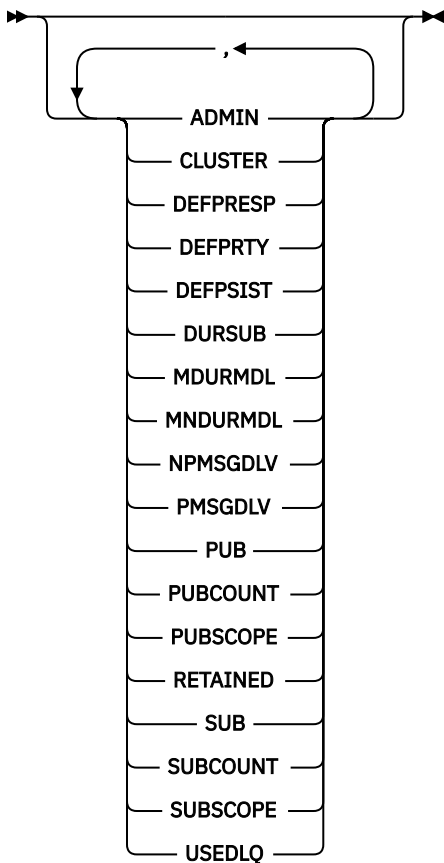 ,
ADMIN
CLUSTER
DEFPRESP
DEFPRTY
DEFPSIST
DURSUB
MDURMDL
MNDURMDL
NPMSGDLV
PMSGDLV
PUB
PUBCOUNT
PUBSCOPE
RETAINED
SUB
SUBCOUNT
SUBSCOPE
USEDLQ